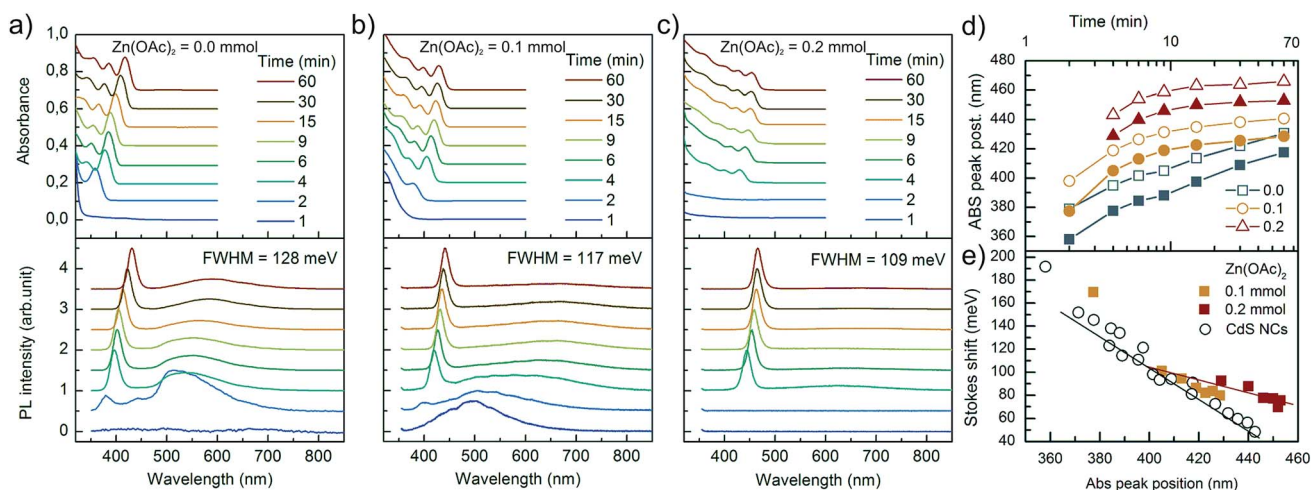 a)
Zn(OAc)2 = 0.0 mmol
Time (min)
60
30
15
9
6
4
2
1
1,0
0,8
0,6
0,4
0,2
0,0
Absorbance
FWHM = 128 meV
4
3
2
1
0
PL intensity (arb.unit)
400 500 600 700 800
Wavelength (nm)
b)
Zn(OAc)2 = 0.1 mmol
Time (min)
60
30
15
9
6
4
2
1
FWHM = 117 meV
400 500 600 700 800
Wavelength (nm)
c)
Zn(OAc)2 = 0.2 mmol
Time (min)
60
30
15
9
6
4
2
1
FWHM = 109 meV
400 500 600 700 800
Wavelength (nm)
d)
Time (min)
1 10 70
480
460
440
420
400
380
360
ABS peak post. (nm)
0.0
0.1
0.2
e)
200
180
160
140
120
100
80
60
40
Stokes shift (meV)
Zn(OAc)2
0.1 mmol
0.2 mmol
CdS NCs
360 380 400 420 440 460
Abs peak position (nm)